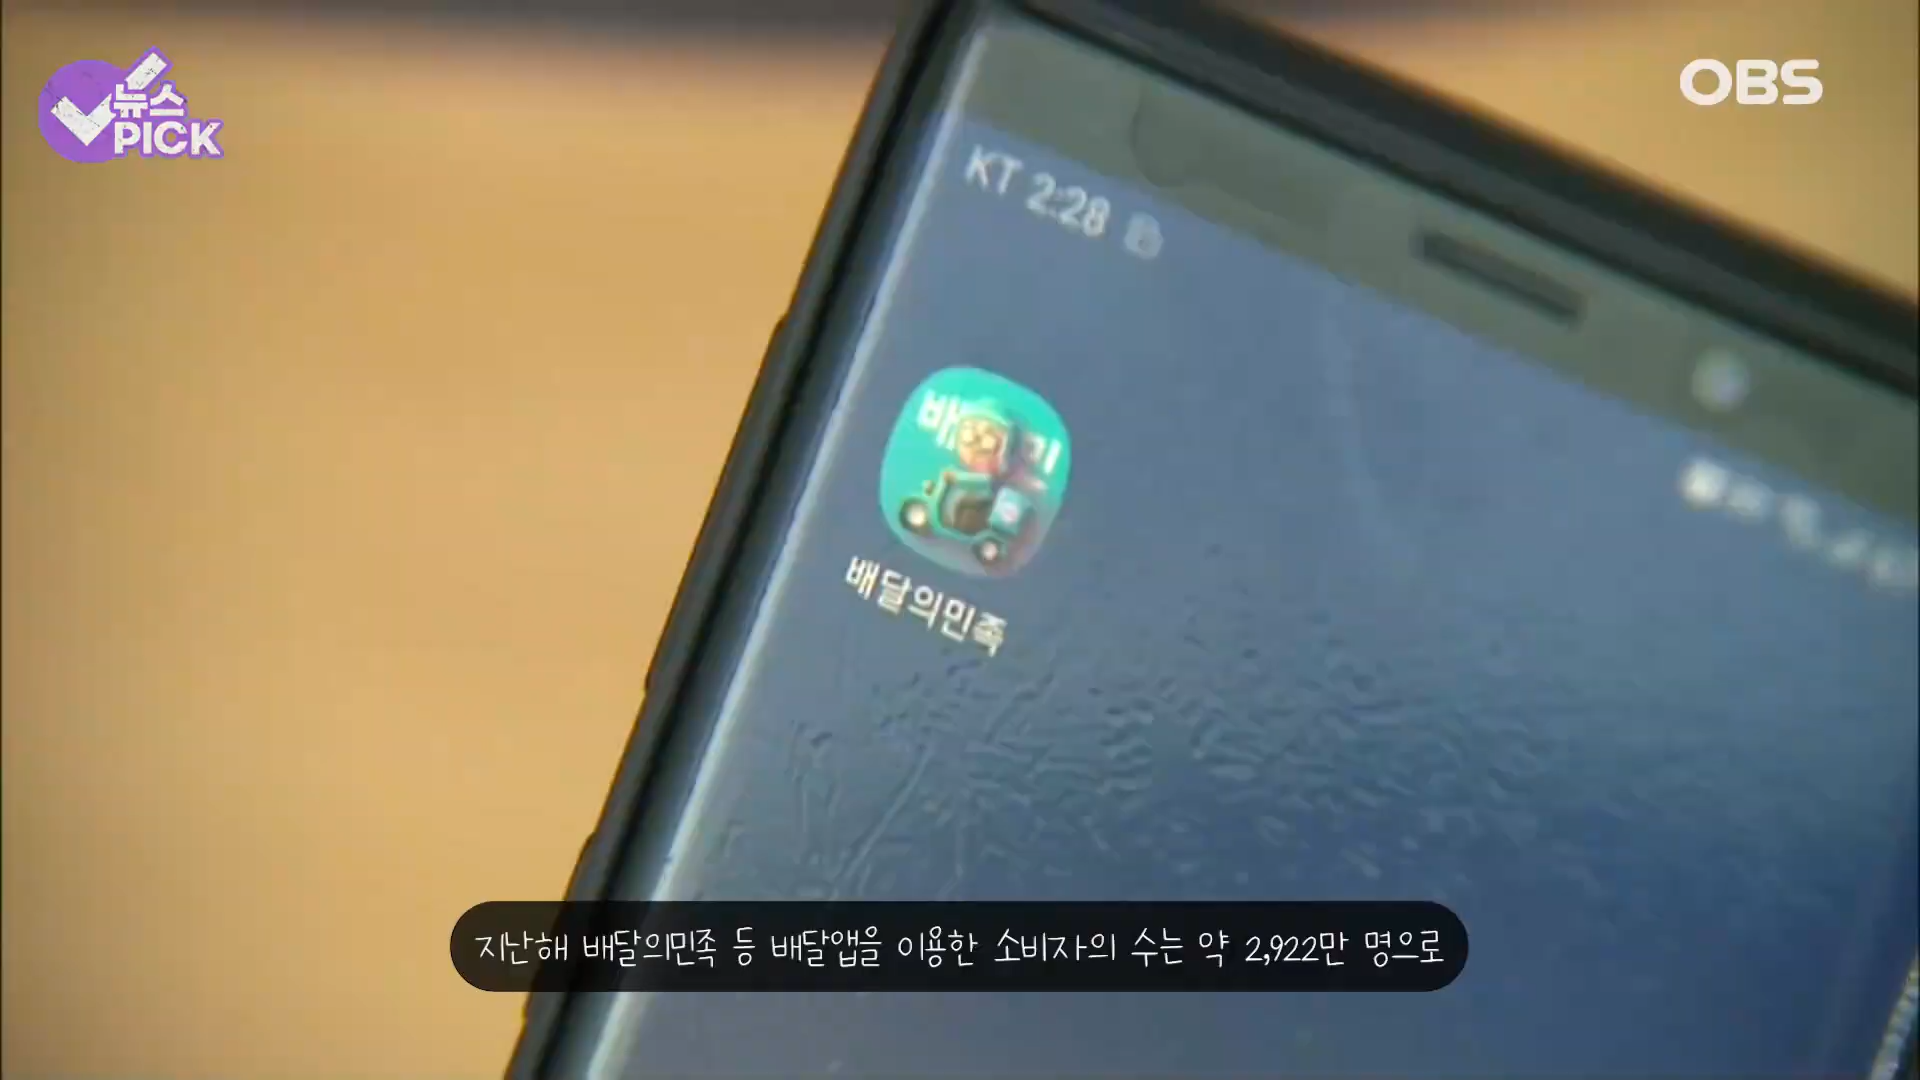 뉴스
PICK
OBS
KT 2:28
배달의민족
지난해 배달의민족 등 배달앱을 이용한 소비자의 수는 약 2,922만 명으로